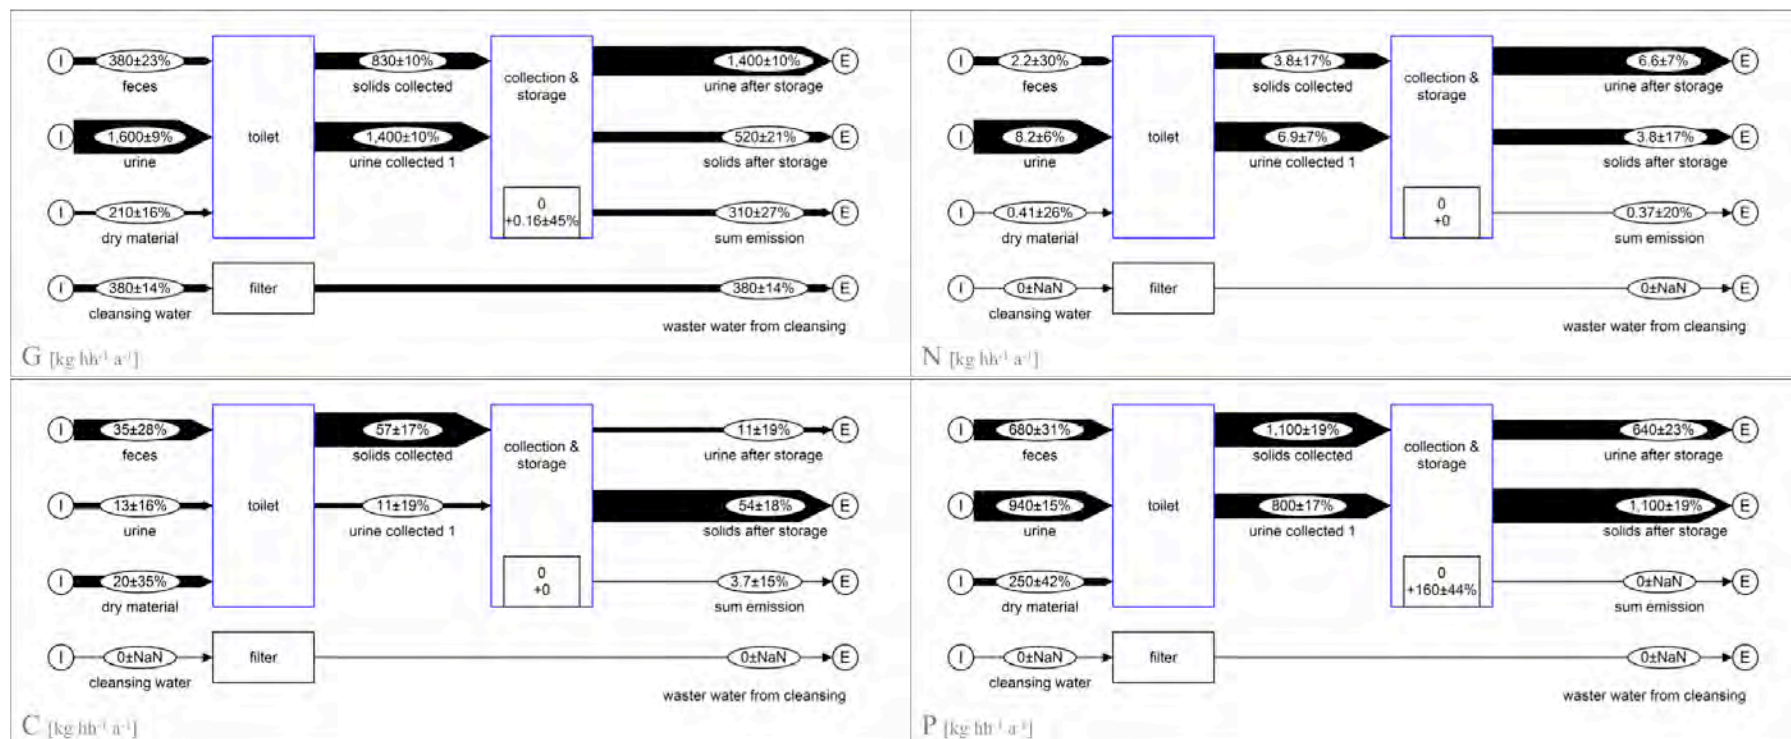 I 380±23% 830±10% 1,400±10% E
feces solids collected collection & urine after storage
storage
I 1,600±9% toilet 1,400±10% 520±21% E
urine urine collected 1 solids after storage
0
I 210±16% +0.16±45% 310±27% E
dry material sum emission
I 380±14% filter 380±14% E
cleansing water
waster water from cleansing
G [kg hh⁻¹ a⁻¹]
I 2.2±30% 3.8±17% 6.6±7% E
feces solids collected collection & urine after storage
storage
I 8.2±6% toilet 6.9±7% 3.8±17% E
urine urine collected 1 solids after storage
0
I 0.41±26% +0 0.37±20% E
dry material sum emission
I 0±NaN filter 0±NaN E
cleansing water
waster water from cleansing
N [kg hh⁻¹ a⁻¹]
I 35±28% 57±17% 11±19% E
feces solids collected collection & urine after storage
storage
I 13±16% toilet 11±19% 54±18% E
urine urine collected 1 solids after storage
0
I 20±35% +0 3.7±15% E
dry material sum emission
I 0±NaN filter 0±NaN E
cleansing water
waster water from cleansing
C [kg hh⁻¹ a⁻¹]
I 680±31% 1,100±19% 640±23% E
feces solids collected collection & urine after storage
storage
I 940±15% toilet 800±17% 1,100±19% E
urine urine collected 1 solids after storage
0
I 250±42% +160±44% 0±NaN E
dry material sum emission
I 0±NaN filter 0±NaN E
cleansing water
waster water from cleansing
P [kg hh⁻¹ a⁻¹]